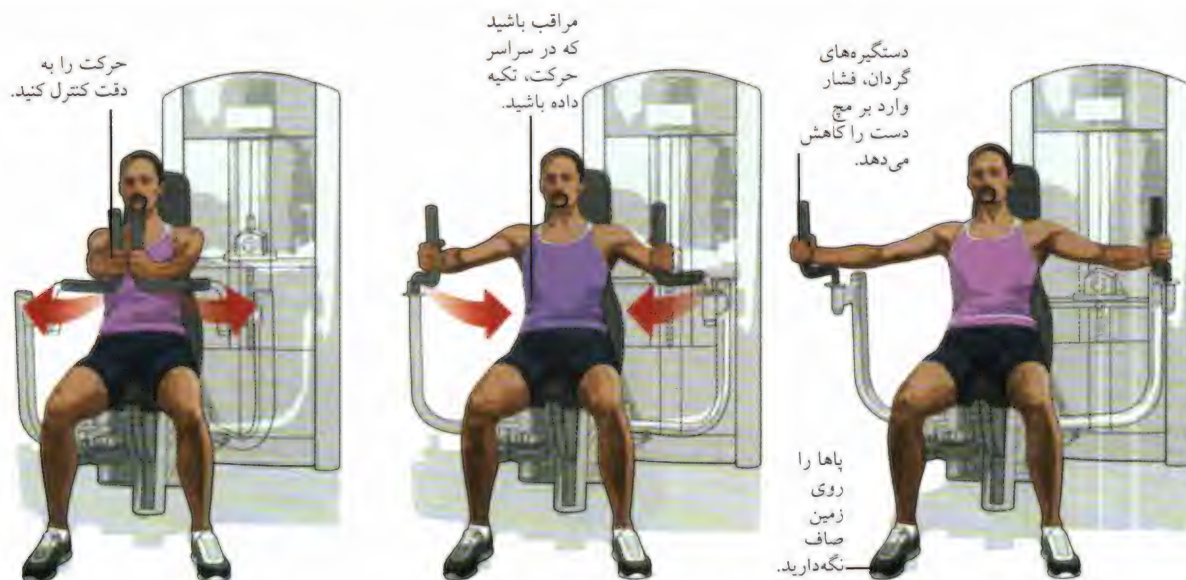 دستگیره‌های
گردان، فشار
وارد بر مچ
دست را کاهش
می‌دهد.
پاها را
روی
زمین
صاف
نگه‌دارید.
مراقب باشید
که در سراسر
حرکت، تکیه
داده باشید.
حرکت را به
دقت کنترل کنید.